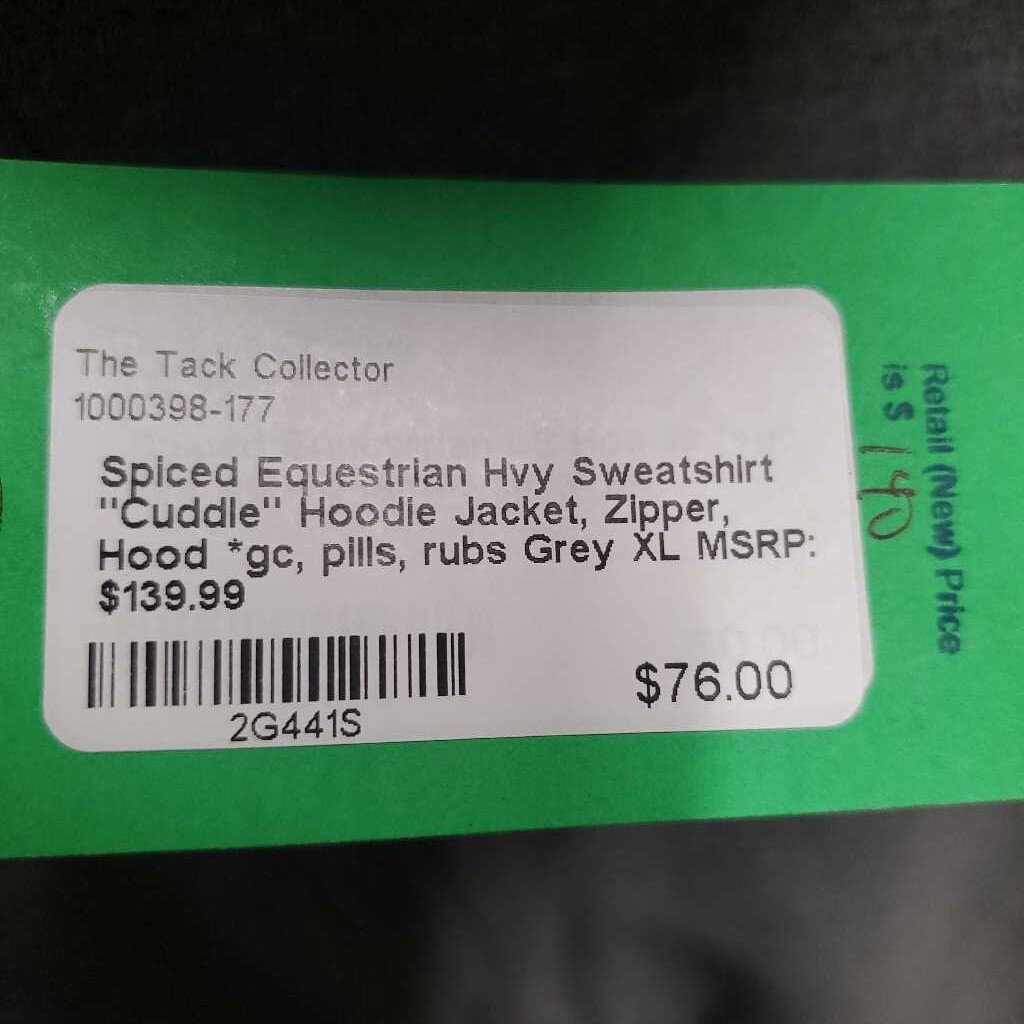 The Tack Collector
1000398-177
Spiced Equestrian Hvy Sweatshirt
"Cuddle" Hoodie Jacket, Zipper,
Hood *gc, pills, rubs Grey XL MSRP:
$139.99
$76.00
2G441S
Retail (New) Price
is $ 140